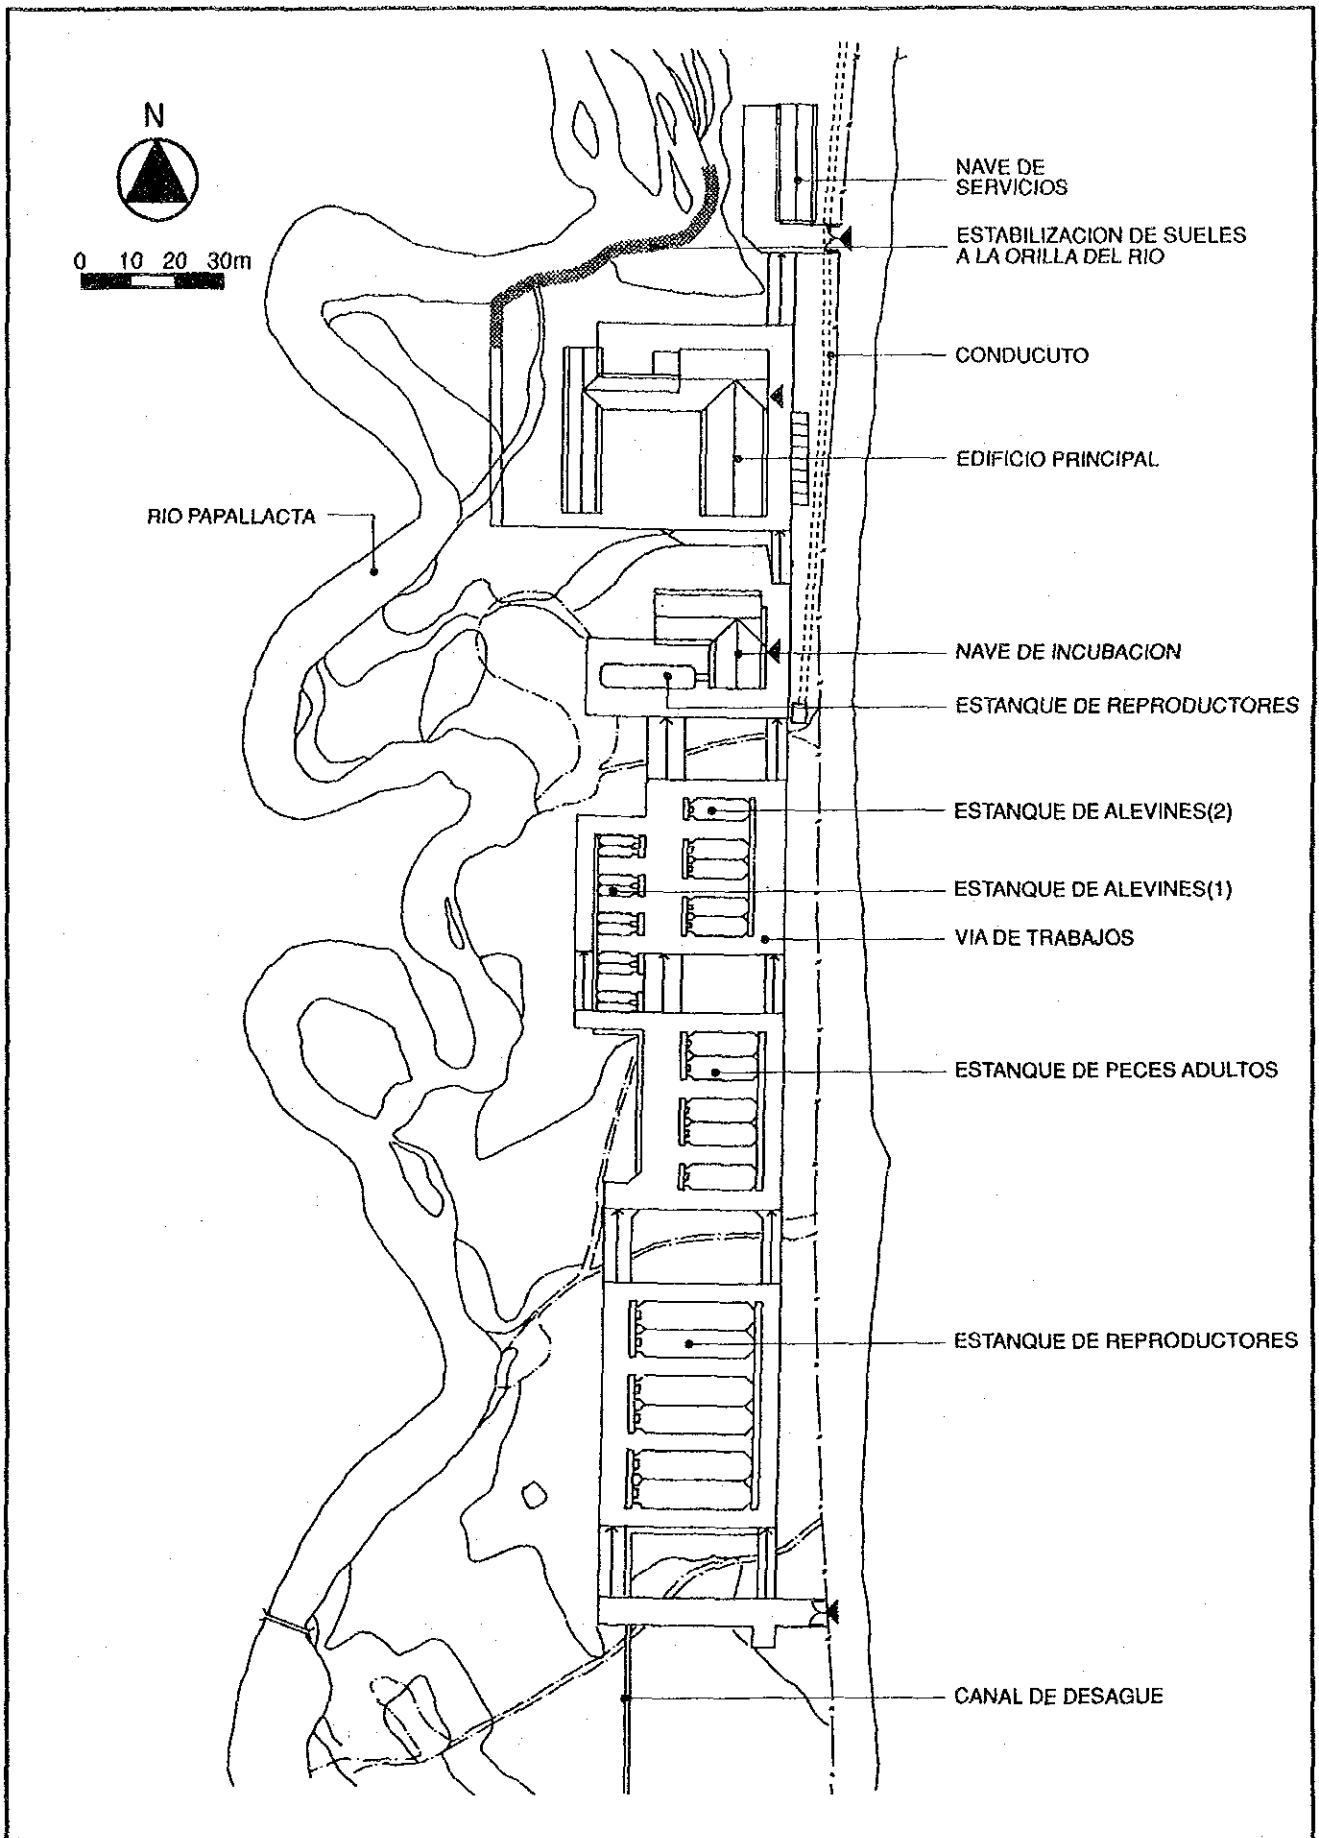 N
0 10 20 30m
NAVE DE
SERVICIOS
ESTABILIZACION DE SUELES
A LA ORILLA DEL RIO
CONDUCUTO
EDIFICIO PRINCIPAL
RIO PAPALLACTA
NAVE DE INCUBACION
ESTANQUE DE REPRODUCTORES
ESTANQUE DE ALEVINES(2)
ESTANQUE DE ALEVINES(1)
VIA DE TRABAJOS
ESTANQUE DE PECES ADULTOS
ESTANQUE DE REPRODUCTORES
CANAL DE DESAGUE